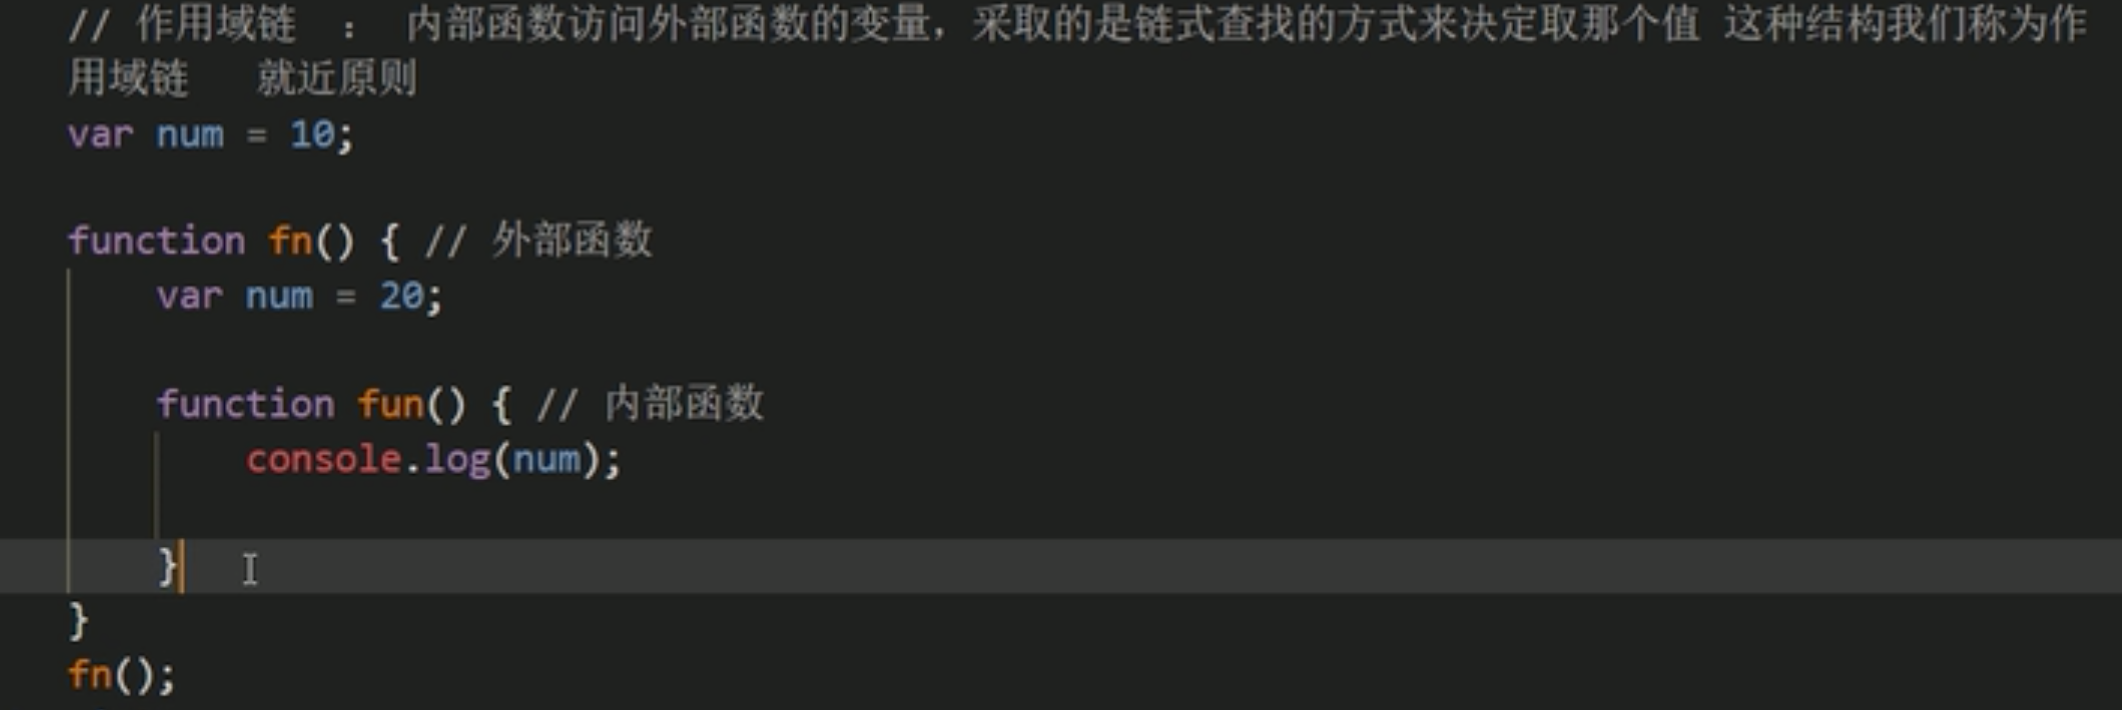 // 作用域链 ： 内部函数访问外部函数的变量，采取的是链式查找的方式来决定取那个值 这种结构我们称为作
用域链 就近原则
var num = 10;
function fn() { // 外部函数
var num = 20;
function fun() { // 内部函数
console.log(num);
}
}
fn();